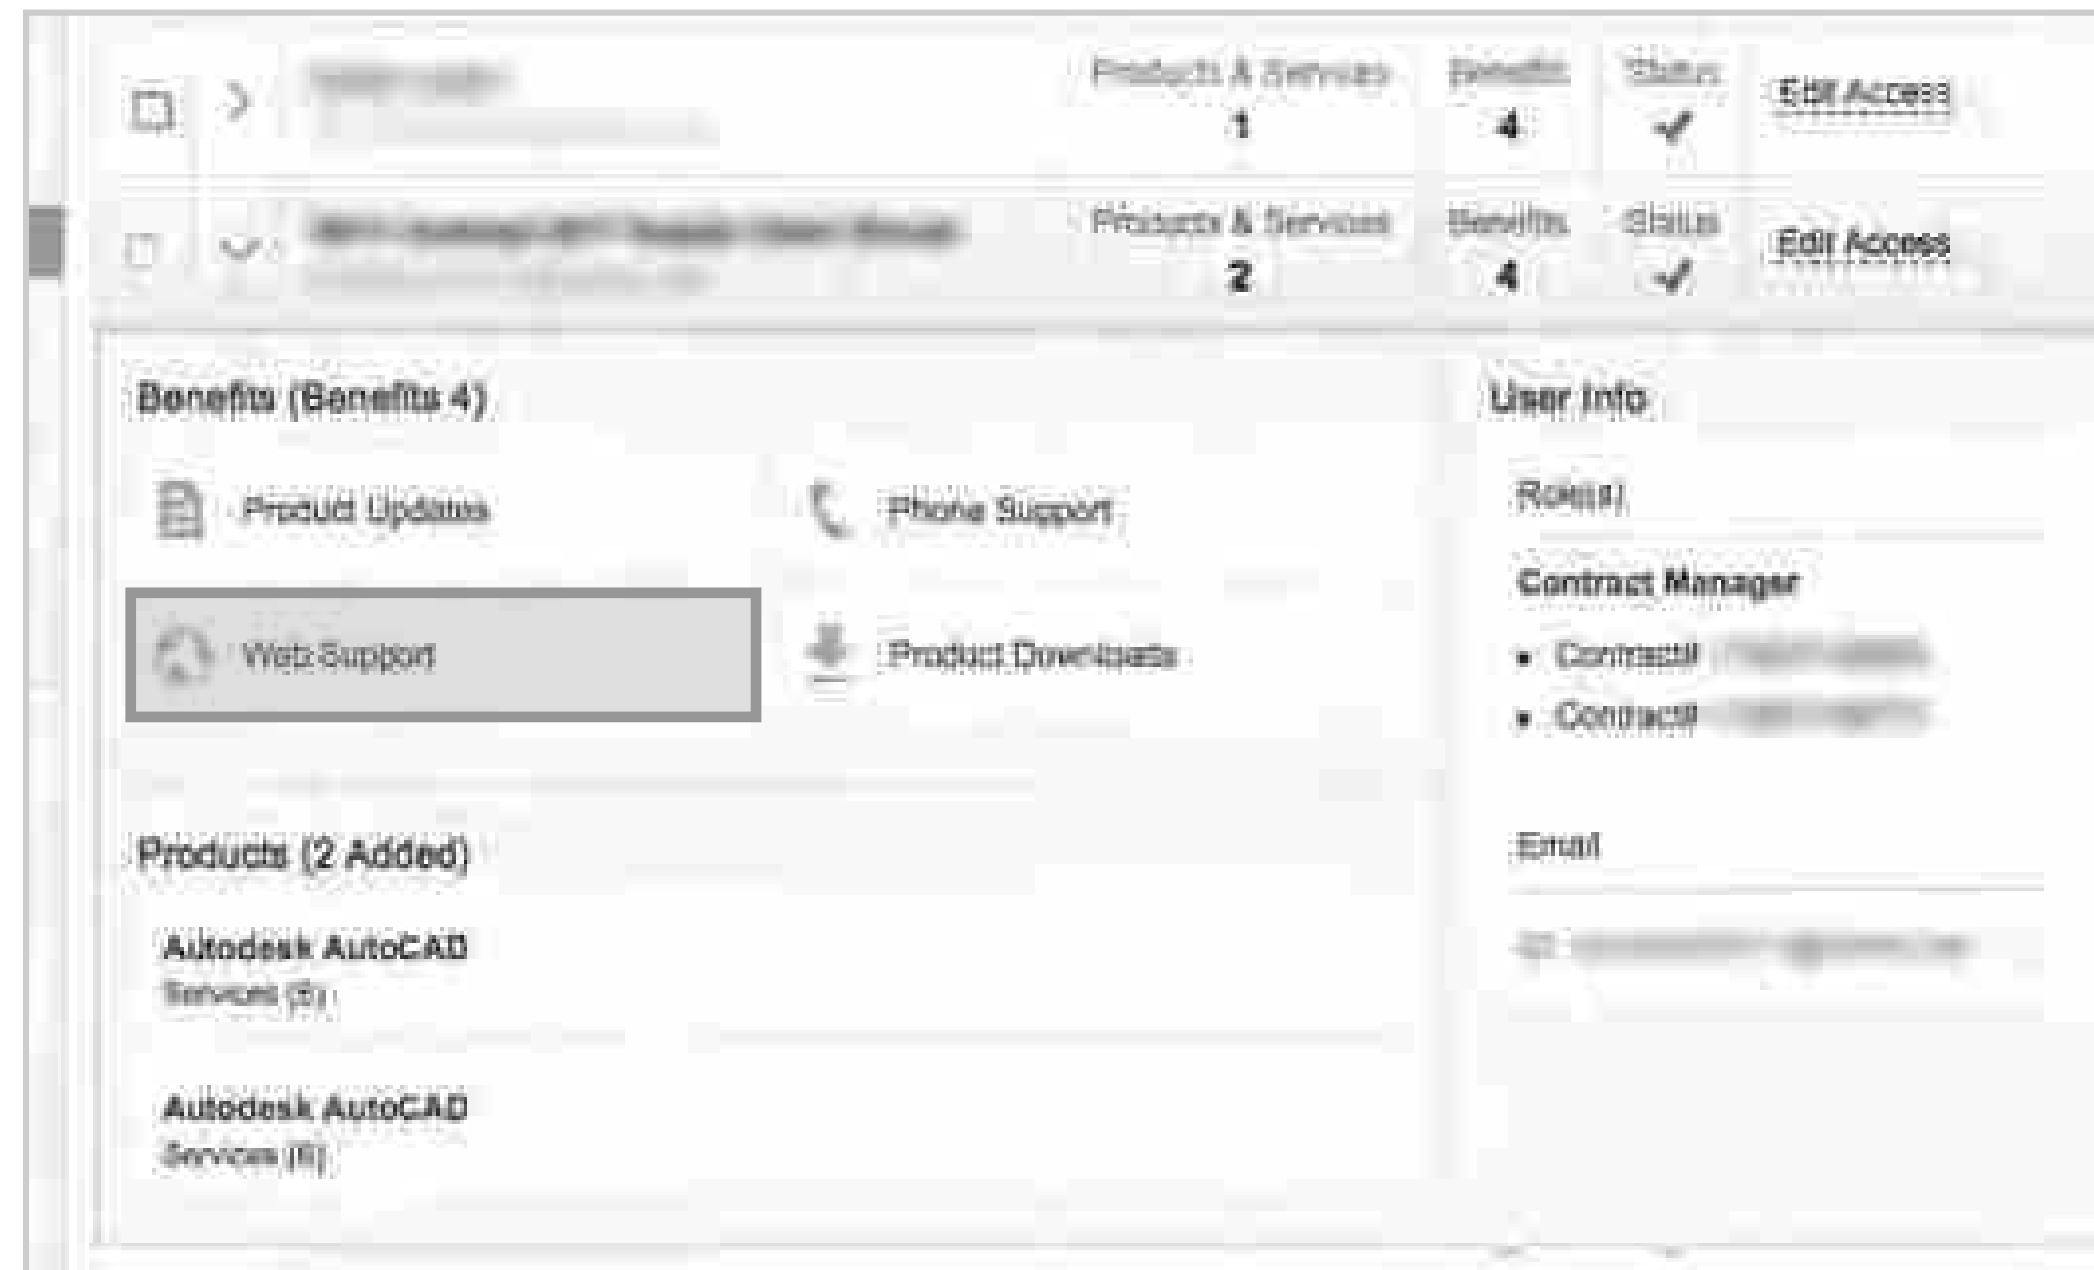 Products & Services Benefits Status Edit Access
1 4
Products & Services Benefits Status Edit Access
2 4
Benefits (Benefits 4)
Product Updates
Phone Support
Web Support
Product Downloads
Products (2 Added)
Autodesk AutoCAD
Services
Autodesk AutoCAD
Services
User Info
Role(s)
Contract Manager
• Contract#
• Contract#
Email